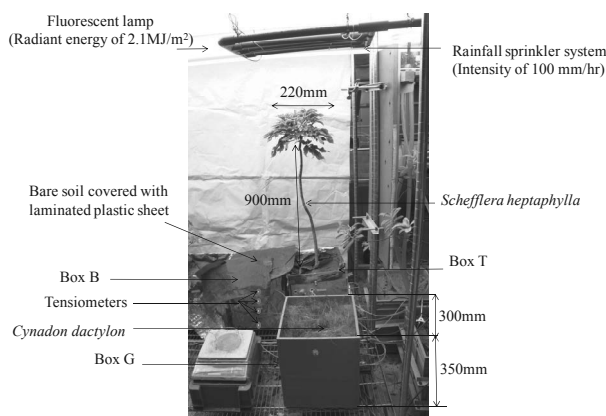 Fluorescent lamp
(Radiant energy of 2.1MJ/m²)
Rainfall sprinkler system
(Intensity of 100 mm/hr)
220mm
Bare soil covered with
laminated plastic sheet
900mm
Schefflera heptaphylla
Box B
Box T
Tensiometers
300mm
Cynadon dactylon
Box G
350mm